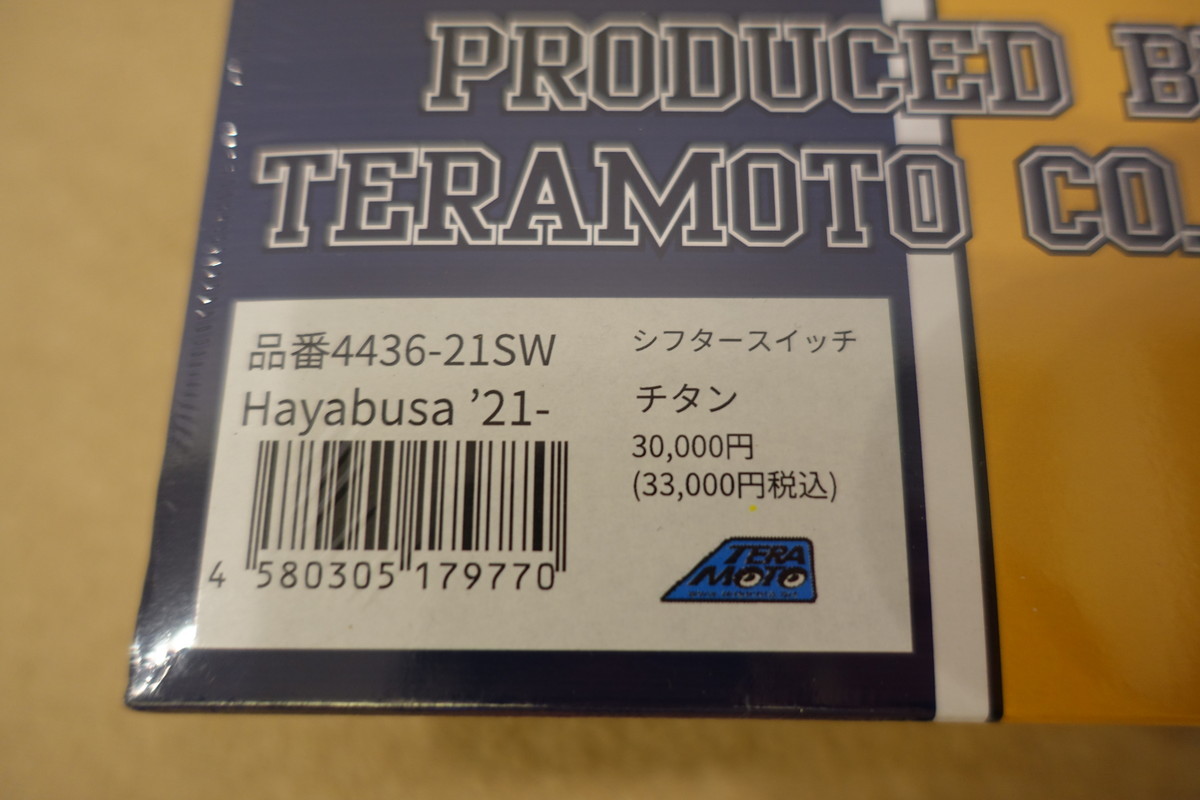 PRODUCED
TERAMOTO CO.
品番4436-21SW
Hayabusa ’21-
4 580305 179770
シフタースイッチ
チタン
30,000円
(33,000円税込)
TERA
MOTO